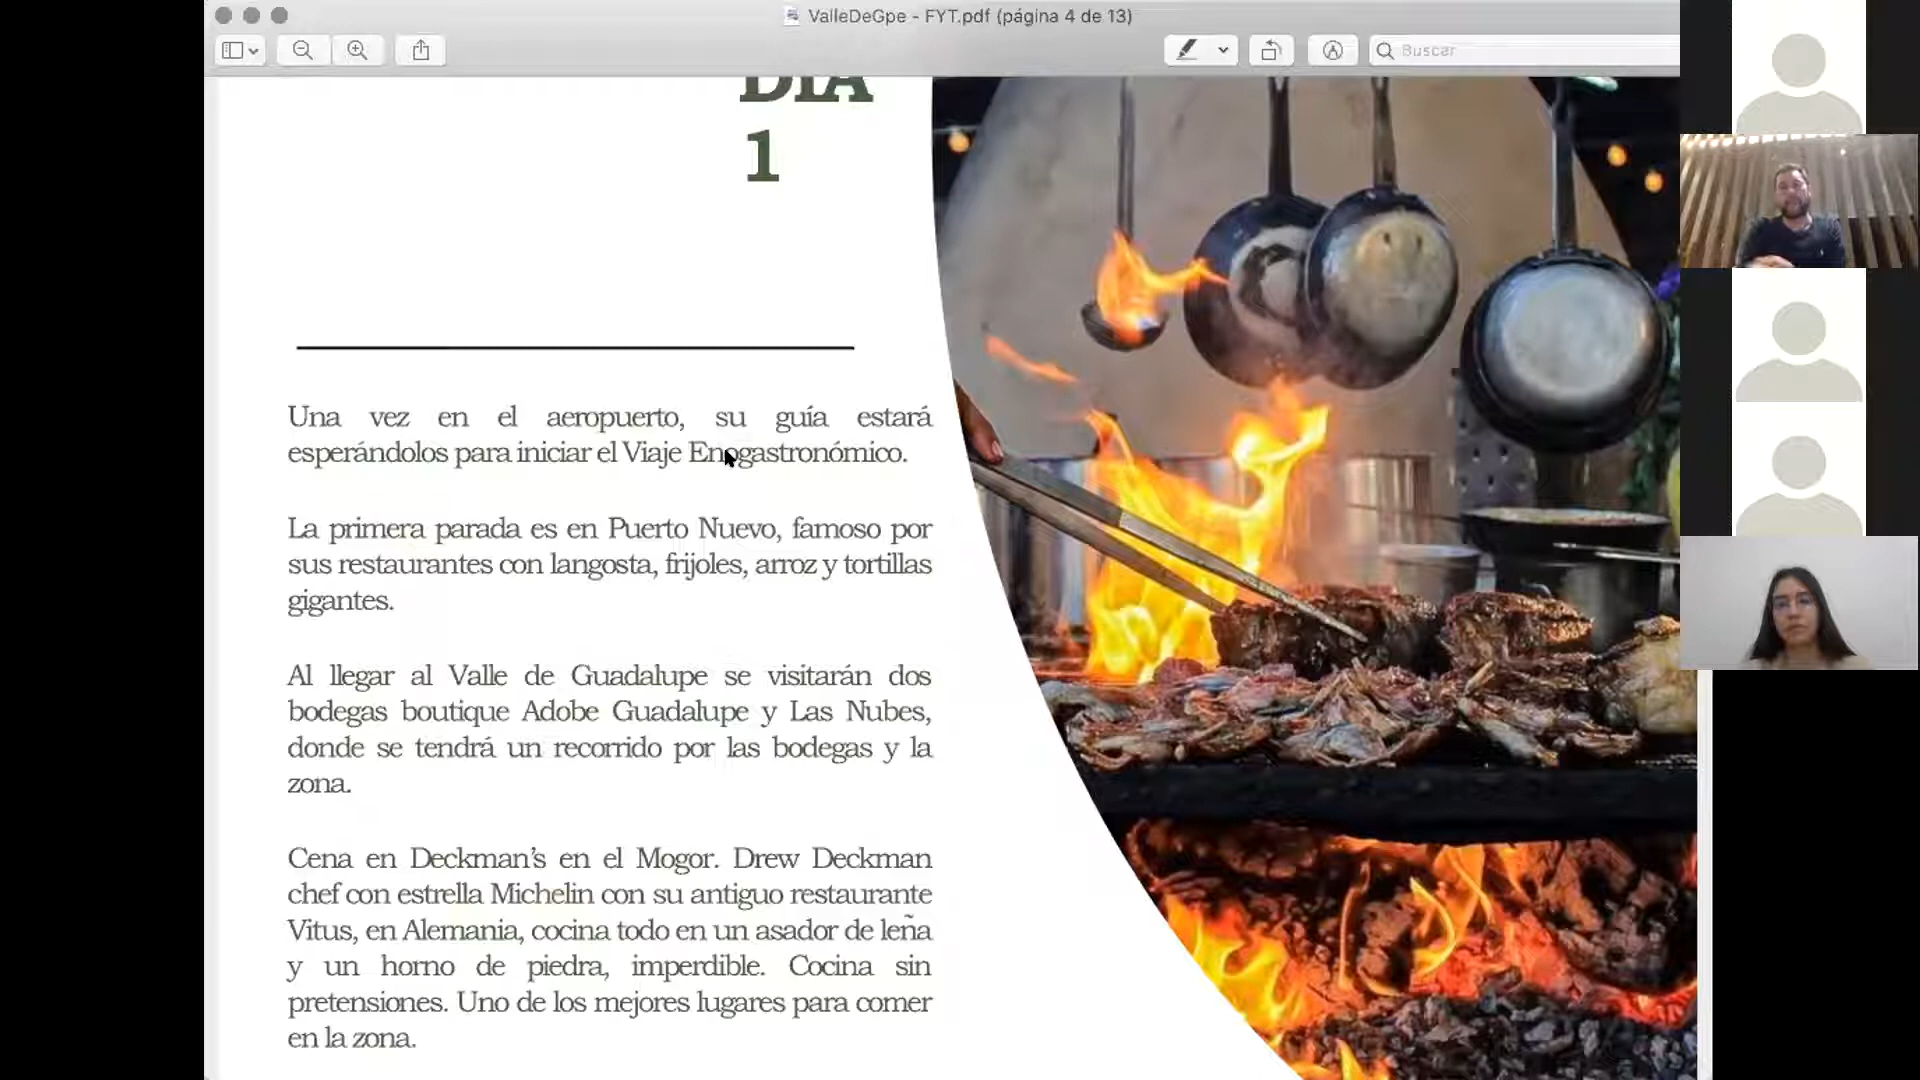 ValleDeGpe - FYT.pdf (página 4 de 13)
Buscar
DÍA
1
Una vez en el aeropuerto, su guía estará
esperándolos para iniciar el Viaje Enogastronómico.
La primera parada es en Puerto Nuevo, famoso por
sus restaurantes con langosta, frijoles, arroz y tortillas
gigantes.
Al llegar al Valle de Guadalupe se visitarán dos
bodegas boutique Adobe Guadalupe y Las Nubes,
donde se tendrá un recorrido por las bodegas y la
zona.
Cena en Deckman’s en el Mogor. Drew Deckman
chef con estrella Michelin con su antiguo restaurante
Vitus, en Alemania, cocina todo en un asador de leña
y un horno de piedra, imperdible. Cocina sin
pretensiones. Uno de los mejores lugares para comer
en la zona.